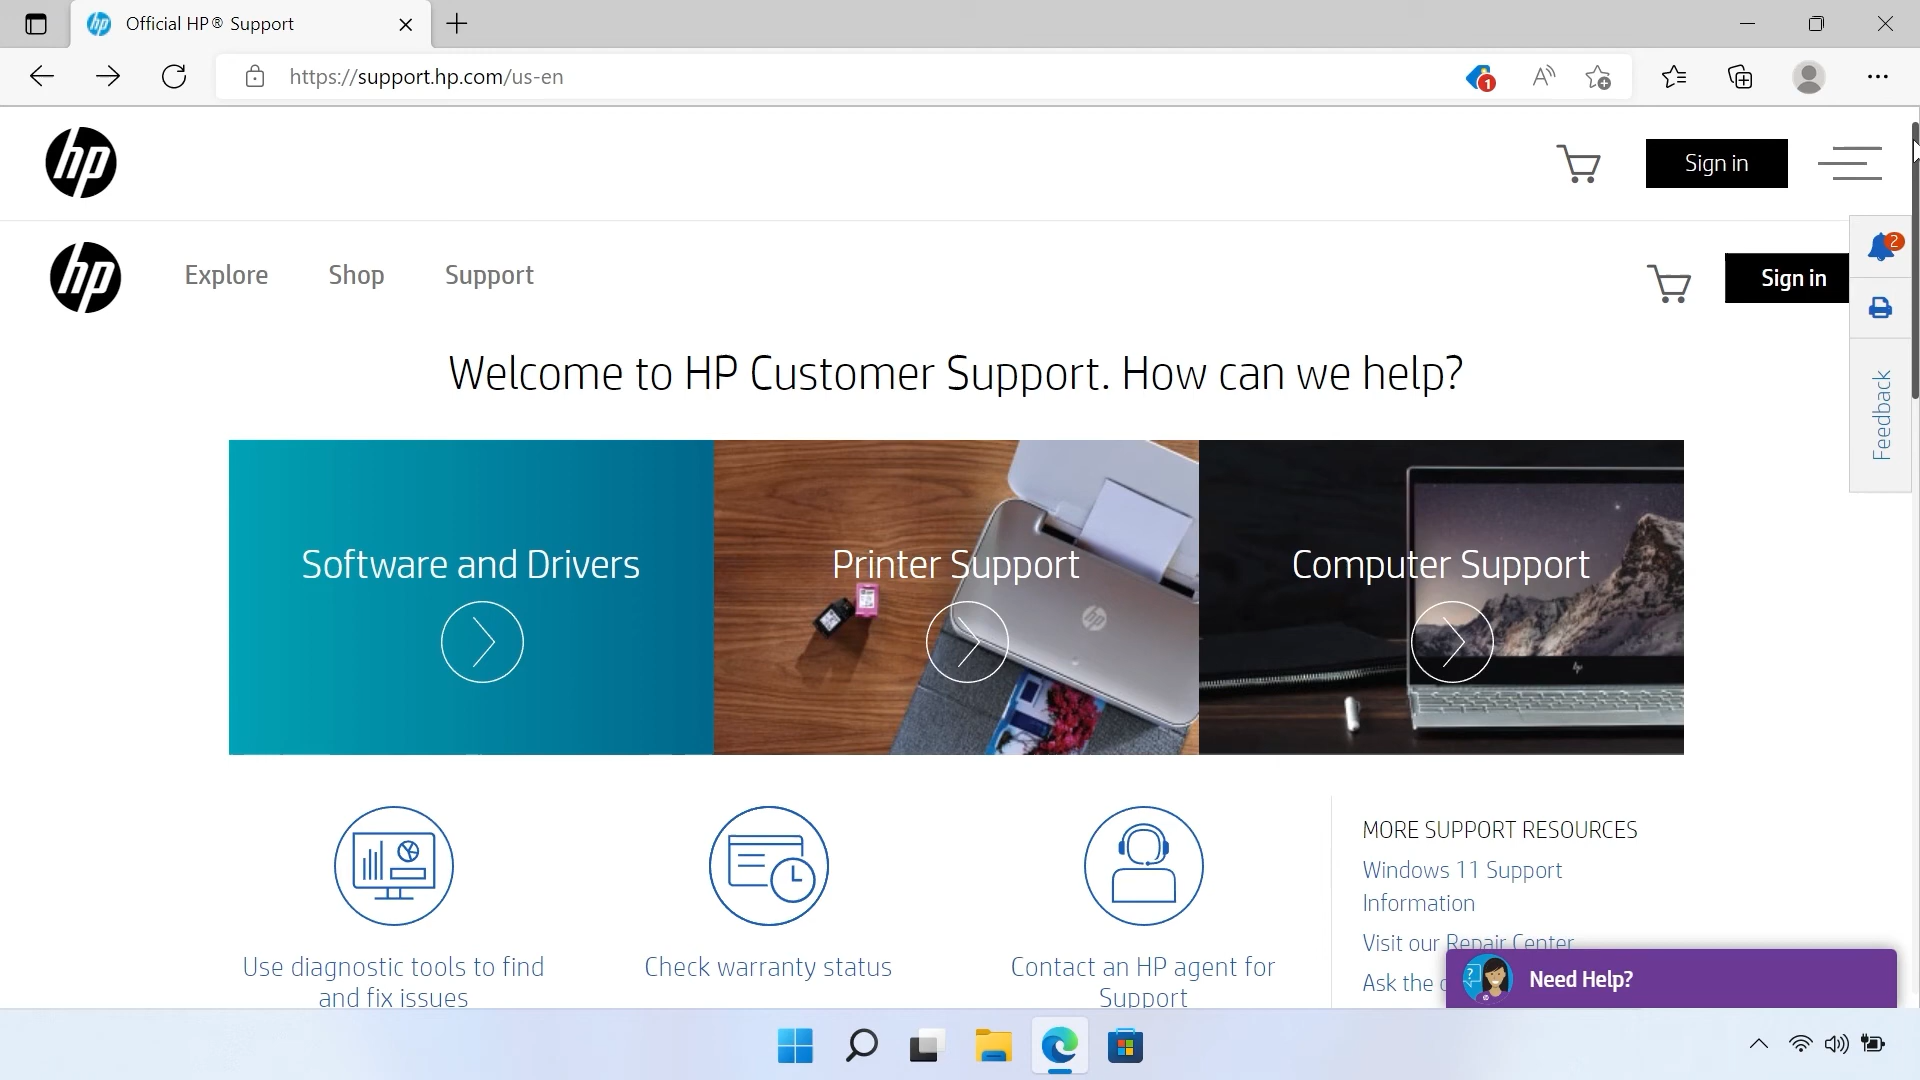 Official HP® Support
https://support.hp.com/us-en
1
hp
Sign in
hp
Explore
Shop
Support
Sign in
2
Feedback
Welcome to HP Customer Support. How can we help?
Software and Drivers
Printer Support
Computer Support
Use diagnostic tools to find
and fix issues
Check warranty status
Contact an HP agent for
Support
MORE SUPPORT RESOURCES
Windows 11 Support
Information
Visit our Repair Center
Ask the
Need Help?